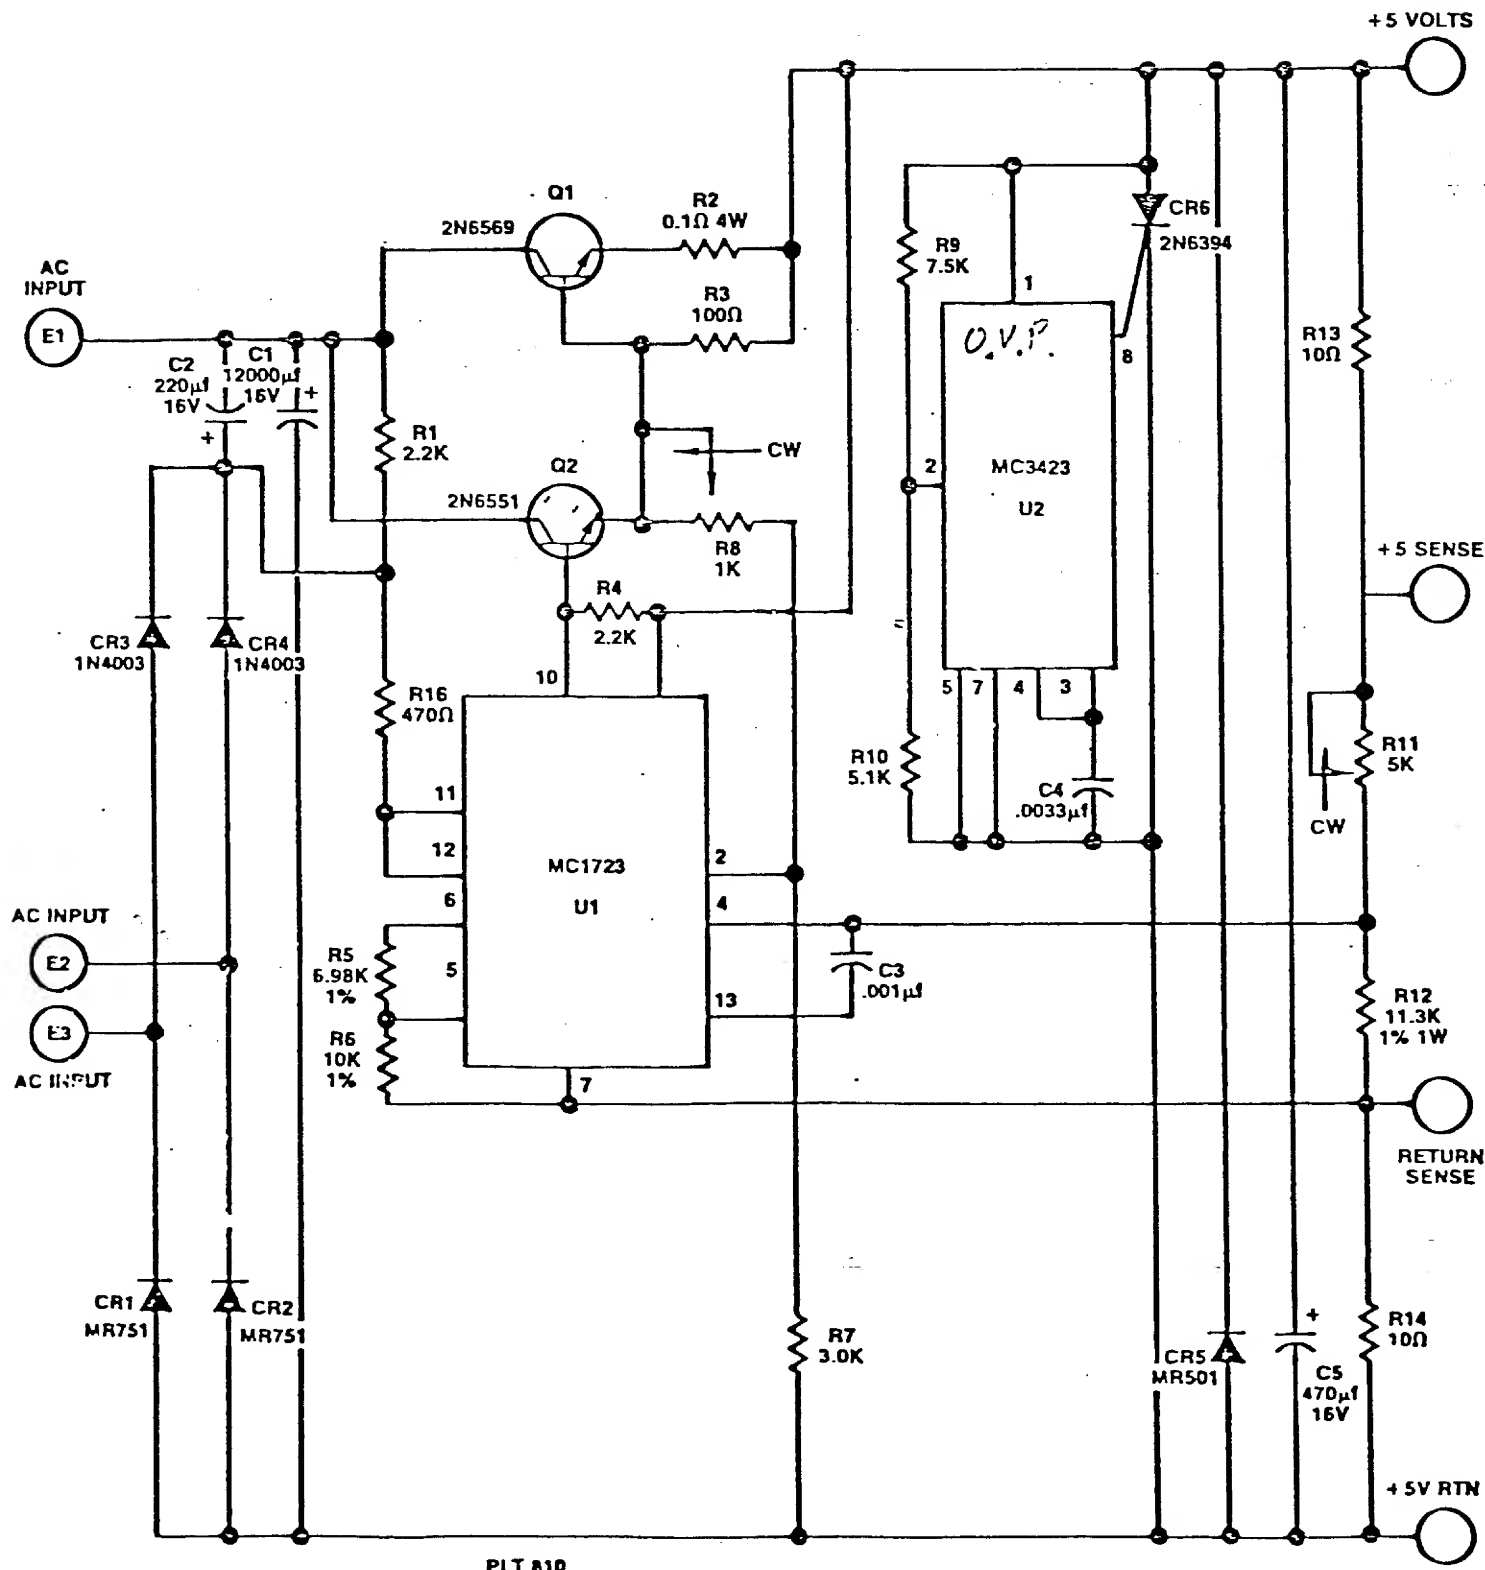 +5 VOLTS
Q1
2N6569
R2
0.1Ω 4W
CR6
2N6394
R9
7.5K
AC
INPUT
E1
R3
100Ω
1
O.V.P.
8
R13
10Ω
C2
220µf
16V
+
C1
12000µf
16V
+
R1
2.2K
CW
Q2
2N6551
2
MC3423
U2
R8
1K
+5 SENSE
R4
2.2K
CR3
1N4003
CR4
1N4003
10
5
7
4
3
R16
470Ω
R10
5.1K
C4
.0033µf
R11
5K
CW
11
12
6
5
MC1723
U1
2
4
13
AC INPUT
E2
E3
AC INPUT
R5
6.98K
1%
R6
10K
1%
C3
.001µf
R12
11.3K
1% 1W
7
RETURN
SENSE
CR1
MR751
CR2
MR751
R7
3.0K
CR5
MR501
+
C5
470µf
16V
R14
10Ω
+5V RTN
PLT 810